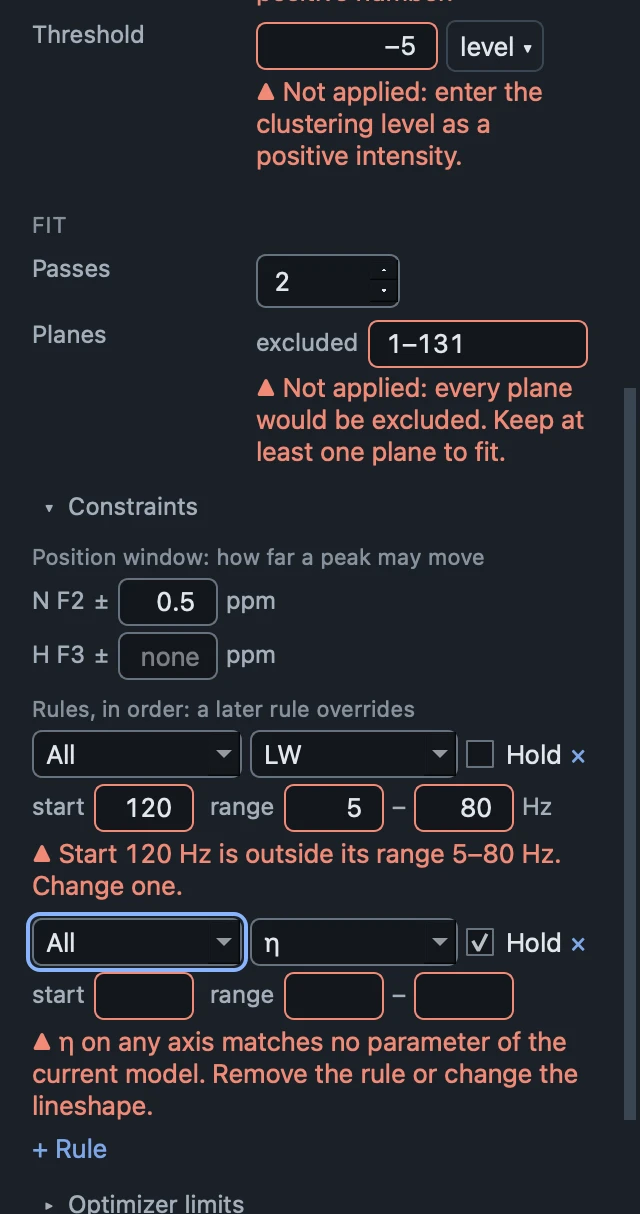 Threshold
−5 level ▾
▲ Not applied: enter the
clustering level as a
positive intensity.
FIT
Passes
2
Planes
excluded 1–131
▲ Not applied: every plane
would be excluded. Keep at
least one plane to fit.
▾ Constraints
Position window: how far a peak may move
N F2 ± 0.5 ppm
H F3 ± none ppm
Rules, in order: a later rule overrides
All LW Hold ×
start 120 range 5 – 80 Hz
▲ Start 120 Hz is outside its range 5–80 Hz.
Change one.
All η ✓ Hold ×
start range –
▲ η on any axis matches no parameter of the
current model. Remove the rule or change the
lineshape.
+ Rule
▸ Optimizer limits